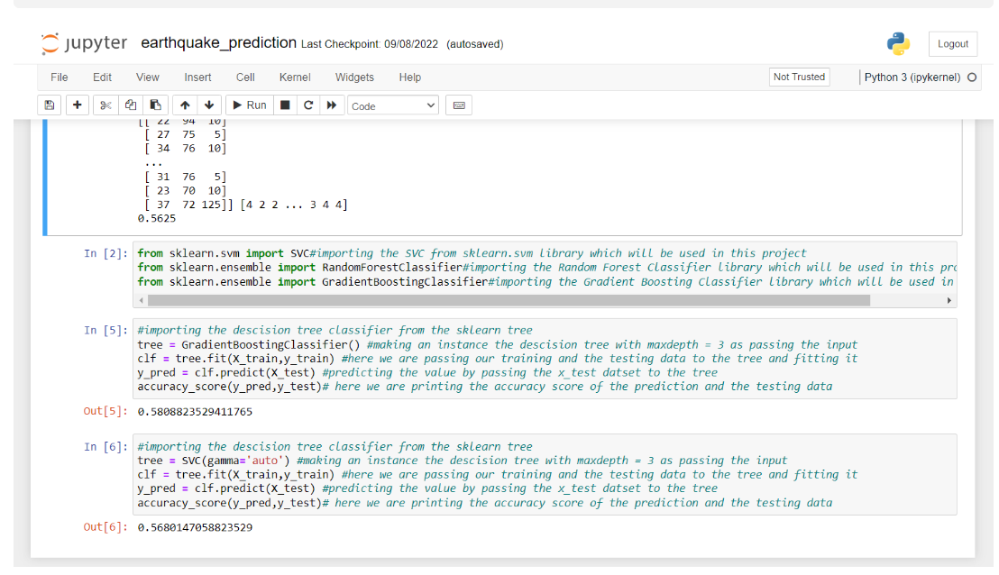 jupyter earthquake_prediction Last Checkpoint: 09/08/2022 (autosaved)
Logout
File Edit View Insert Cell Kernel Widgets Help
Not Trusted
Python 3 (ipykernel)
Run
Code
[[ 22 94 10]
[ 27 75 5]
[ 34 76 10]
...
[ 31 76 5]
[ 23 70 10]
[ 37 72 125]] [4 2 2 ... 3 4 4]
0.5625
In [2]: from sklearn.svm import SVC#importing the SVC from sklearn.svm library which will be used in this project
from sklearn.ensemble import RandomForestClassifier#importing the Random Forest Classifier library which will be used in this pro
from sklearn.ensemble import GradientBoostingClassifier#importing the Gradient Boosting Classifier library which will be used in
In [5]: #importing the descision tree classifier from the sklearn tree
tree = GradientBoostingClassifier() #making an instance the descision tree with maxdepth = 3 as passing the input
clf = tree.fit(X_train,y_train) #here we are passing our training and the testing data to the tree and fitting it
y_pred = clf.predict(X_test) #predicting the value by passing the x_test datset to the tree
accuracy_score(y_pred,y_test)# here we are printing the accuracy score of the prediction and the testing data
Out[5]: 0.5808823529411765
In [6]: #importing the descision tree classifier from the sklearn tree
tree = SVC(gamma='auto') #making an instance the descision tree with maxdepth = 3 as passing the input
clf = tree.fit(X_train,y_train) #here we are passing our training and the testing data to the tree and fitting it
y_pred = clf.predict(X_test) #predicting the value by passing the x_test datset to the tree
accuracy_score(y_pred,y_test)# here we are printing the accuracy score of the prediction and the testing data
Out[6]: 0.5680147058823529